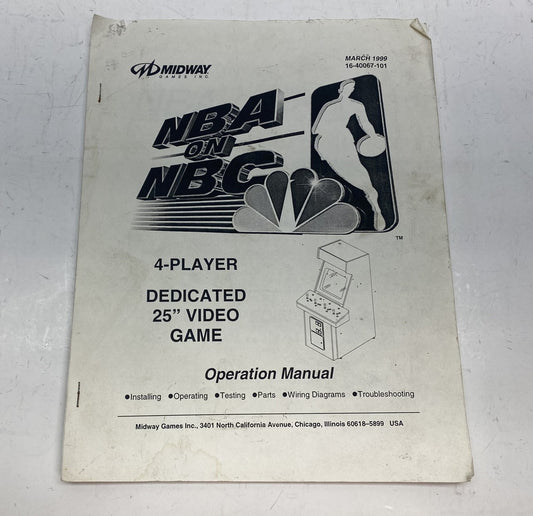 MIDWAY
GAMES INC.
MARCH 1999
16-40067-101
NBA
ON
NBC
TM
4-PLAYER
DEDICATED
25” VIDEO
GAME
Operation Manual
●Installing ●Operating ●Testing ●Parts ●Wiring Diagrams ●Troubleshooting
Midway Games Inc., 3401 North California Avenue, Chicago, Illinois 60618–5899 USA